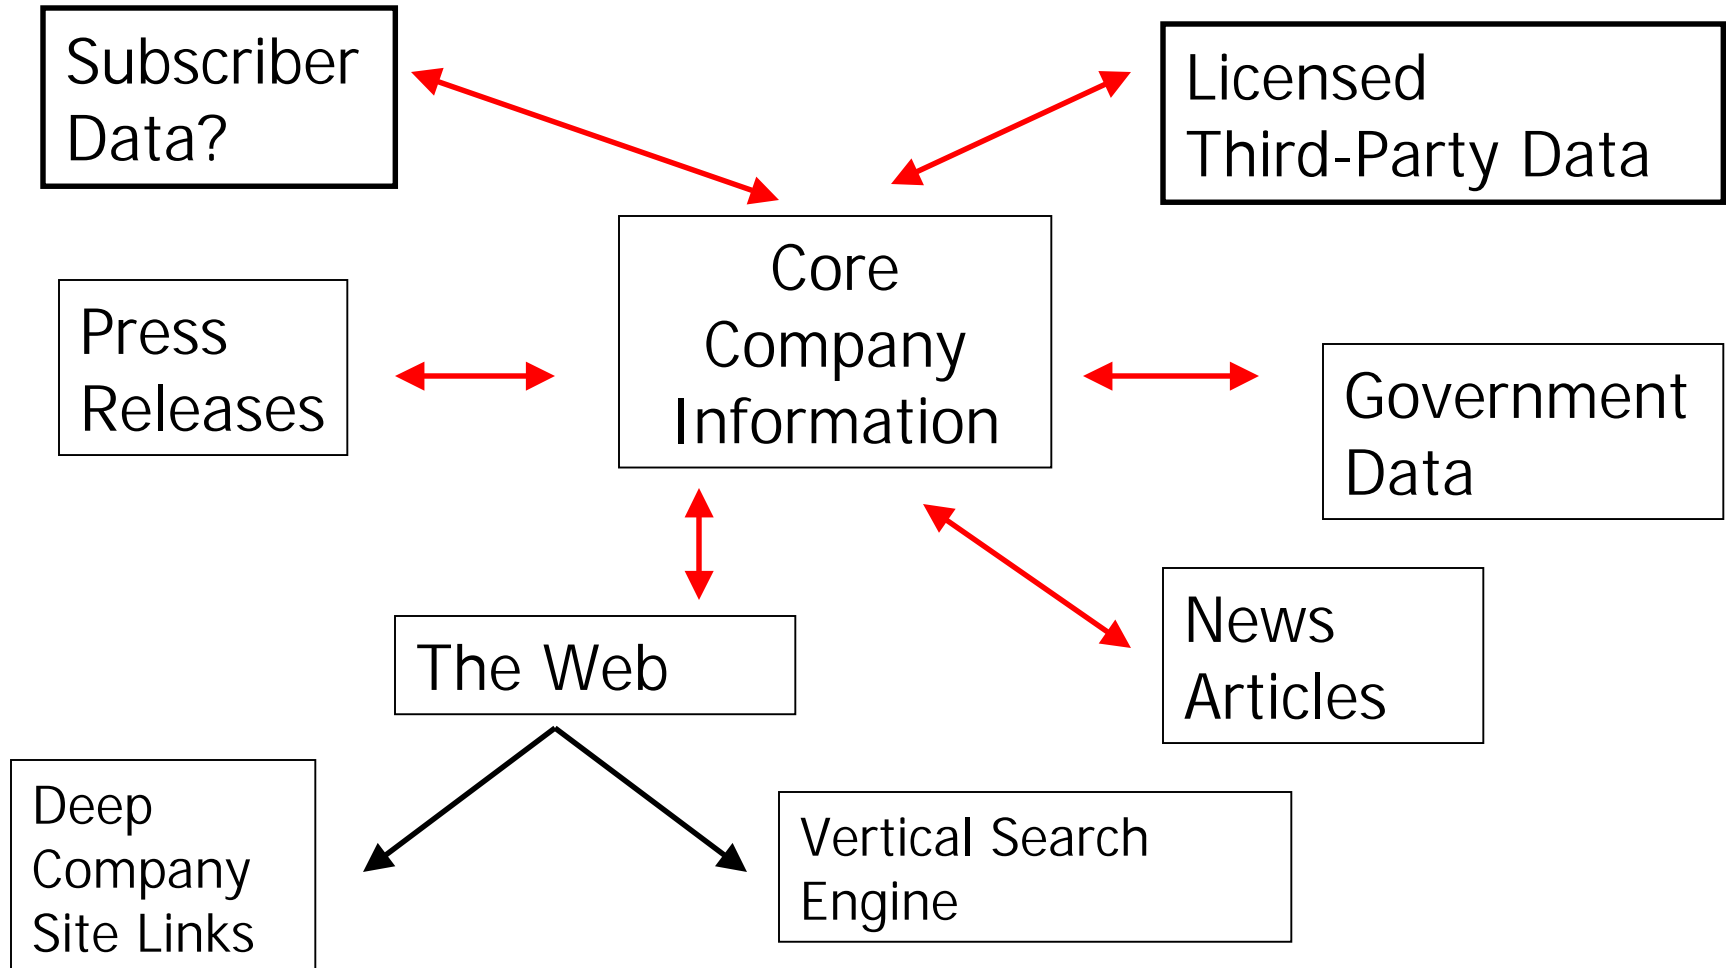 Subscriber
Data?
Licensed
Third-Party Data
Core
Company
Information
Press
Releases
Government
Data
The Web
News
Articles
Deep
Company
Site Links
Vertical Search
Engine